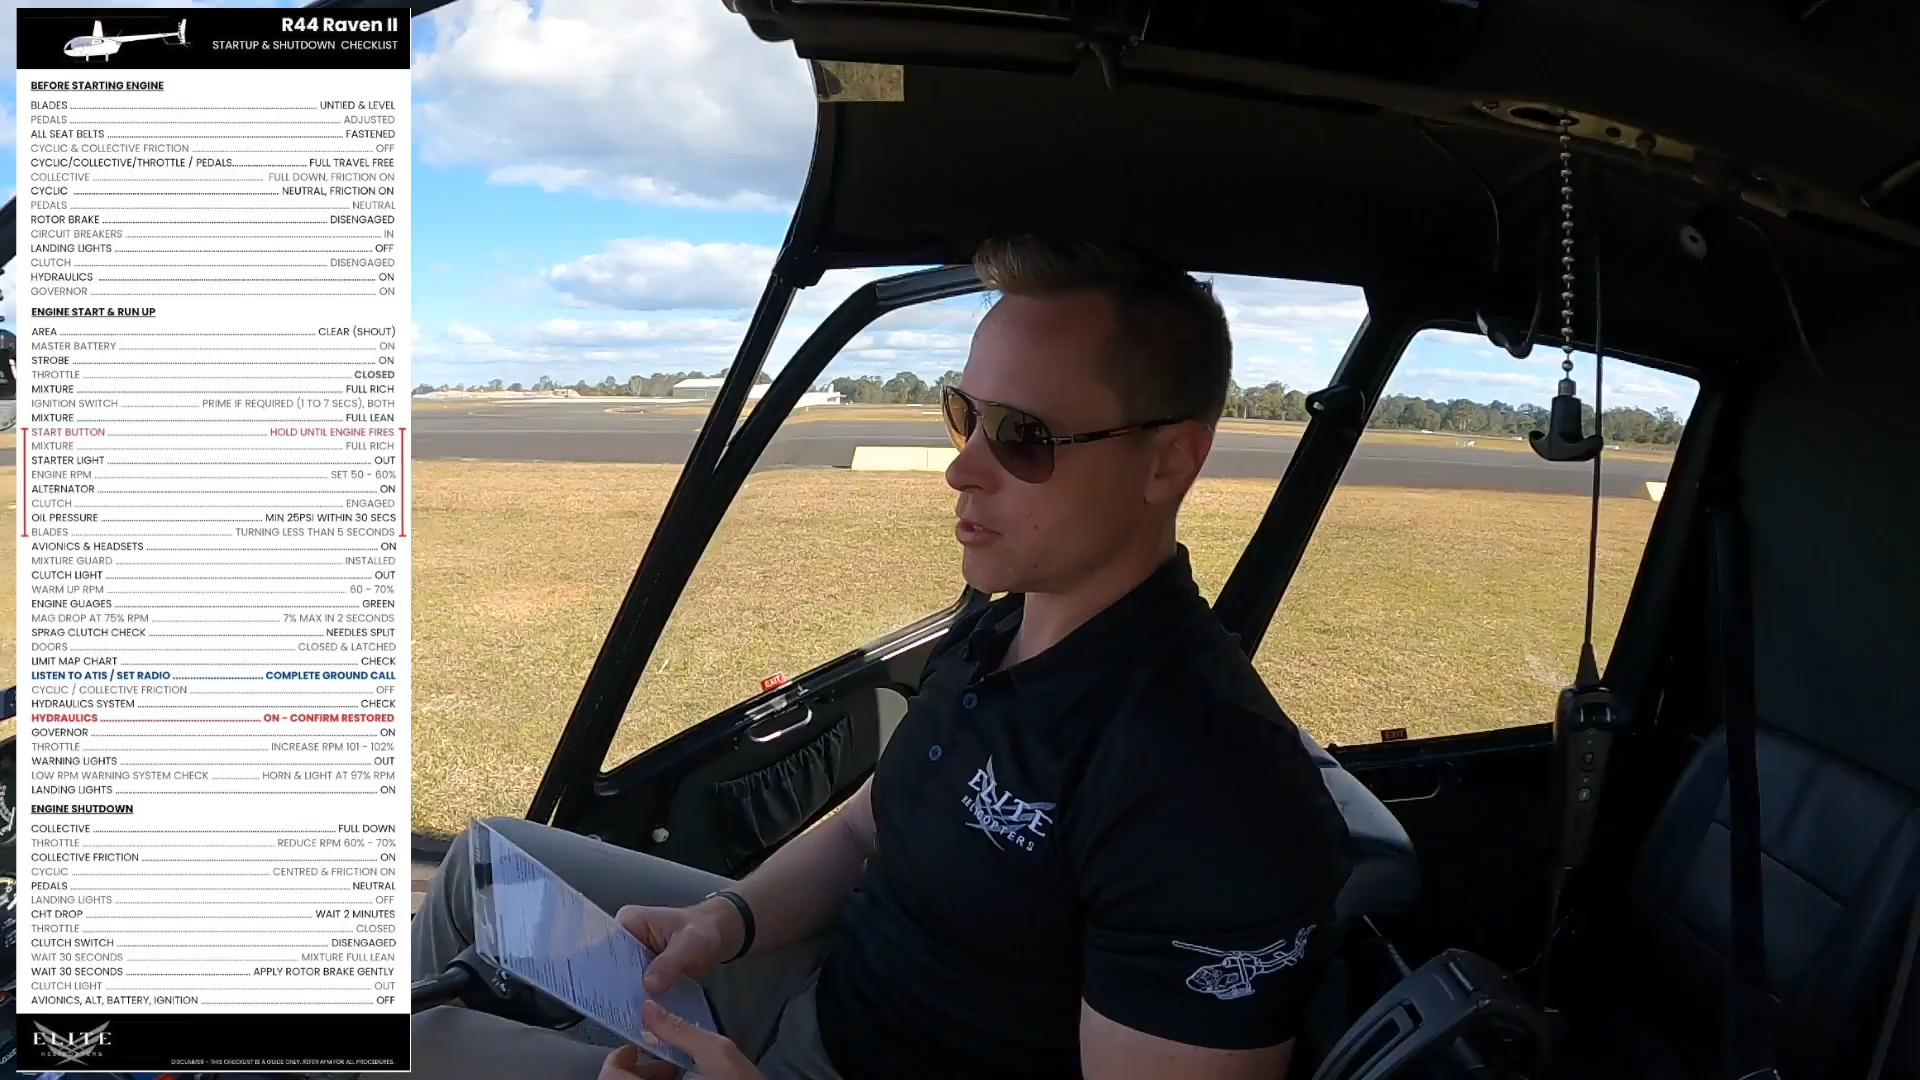 R44 Raven II
STARTUP & SHUTDOWN CHECKLIST
BEFORE STARTING ENGINE
BLADES UNTIED & LEVEL
PEDALS ADJUSTED
ALL SEAT BELTS FASTENED
CYCLIC & COLLECTIVE FRICTION OFF
CYCLIC/COLLECTIVE/THROTTLE / PEDALS FULL TRAVEL FREE
COLLECTIVE FULL DOWN, FRICTION ON
CYCLIC NEUTRAL, FRICTION ON
PEDALS NEUTRAL
ROTOR BRAKE DISENGAGED
CIRCUIT BREAKERS IN
LANDING LIGHTS OFF
CLUTCH DISENGAGED
HYDRAULICS ON
GOVERNOR ON
ENGINE START & RUN UP
AREA CLEAR (SHOUT)
MASTER BATTERY ON
STROBE ON
THROTTLE CLOSED
MIXTURE FULL RICH
IGNITION SWITCH PRIME IF REQUIRED (1 TO 7 SECS), BOTH
MIXTURE FULL LEAN
START BUTTON HOLD UNTIL ENGINE FIRES
MIXTURE FULL RICH
STARTER LIGHT OUT
ENGINE RPM SET 50 - 60%
ALTERNATOR ON
CLUTCH ENGAGED
OIL PRESSURE MIN 25PSI WITHIN 30 SECS
BLADES TURNING LESS THAN 5 SECONDS
AVIONICS & HEADSETS ON
MIXTURE GUARD INSTALLED
CLUTCH LIGHT OUT
WARM UP RPM 60 - 70%
ENGINE GUAGES GREEN
MAG DROP AT 75% RPM 7% MAX IN 2 SECONDS
SPRAG CLUTCH CHECK NEEDLES SPLIT
DOORS CLOSED & LATCHED
LIMIT MAP CHART CHECK
LISTEN TO ATIS / SET RADIO COMPLETE GROUND CALL
CYCLIC / COLLECTIVE FRICTION OFF
HYDRAULICS SYSTEM CHECK
HYDRAULICS ON - CONFIRM RESTORED
GOVERNOR ON
THROTTLE INCREASE RPM 101 - 102%
WARNING LIGHTS OUT
LOW RPM WARNING SYSTEM CHECK HORN & LIGHT AT 97% RPM
LANDING LIGHTS ON
ENGINE SHUTDOWN
COLLECTIVE FULL DOWN
THROTTLE REDUCE RPM 60% - 70%
COLLECTIVE FRICTION ON
CYCLIC CENTRED & FRICTION ON
PEDALS NEUTRAL
LANDING LIGHTS OFF
CHT DROP WAIT 2 MINUTES
THROTTLE CLOSED
CLUTCH SWITCH DISENGAGED
WAIT 30 SECONDS MIXTURE FULL LEAN
WAIT 30 SECONDS APPLY ROTOR BRAKE GENTLY
CLUTCH LIGHT OUT
AVIONICS, ALT, BATTERY, IGNITION OFF
ELITE
HELICOPTERS
DISCLAIMER - THIS CHECKLIST IS A GUIDE ONLY. REFER AFM FOR ALL PROCEDURES.
EXIT
EXIT
ELITE
HELICOPTERS